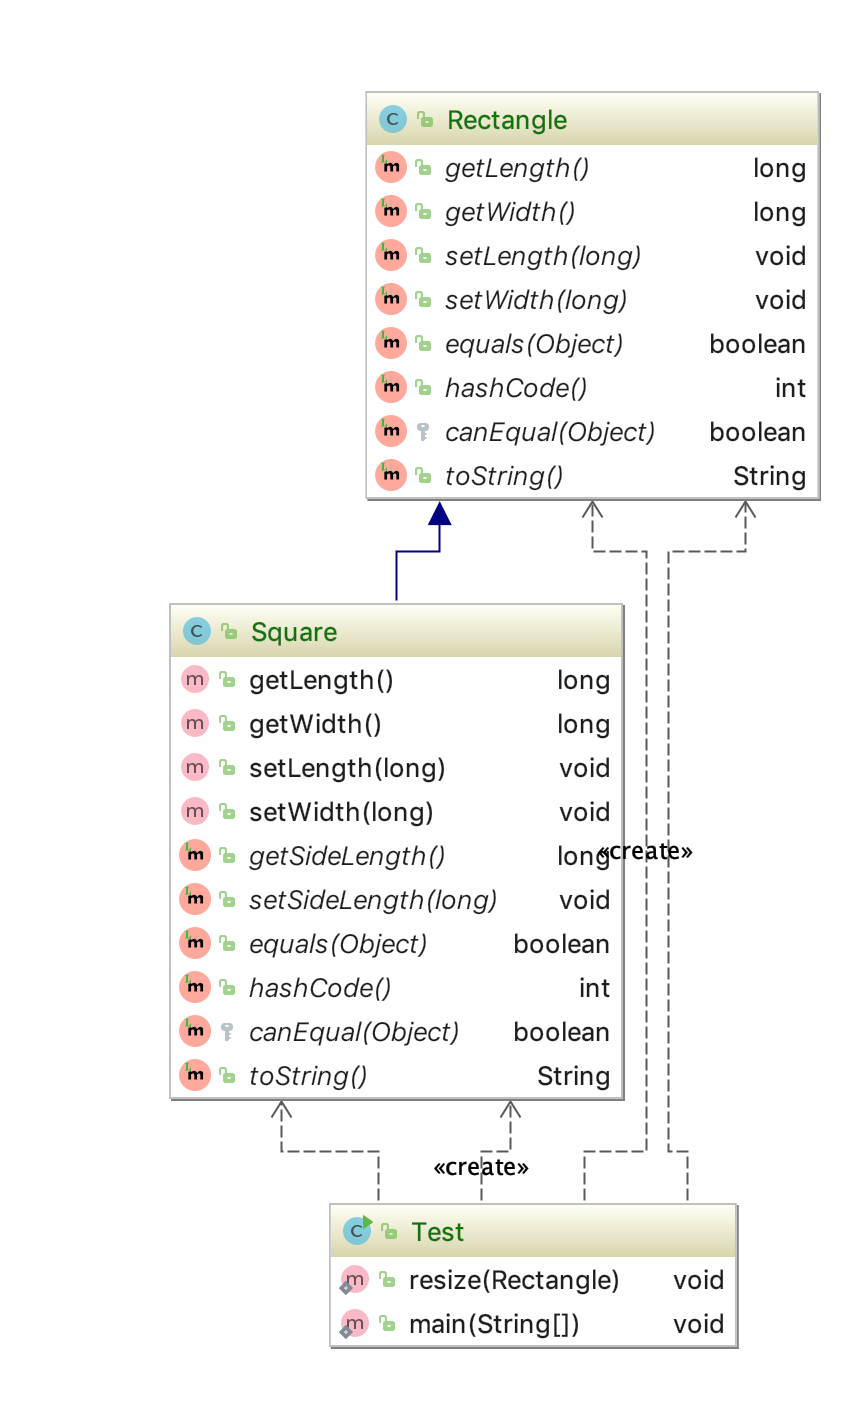 Rectangle
getLength() long
getWidth() long
setLength(long) void
setWidth(long) void
equals(Object) boolean
hashCode() int
canEqual(Object) boolean
toString() String
Square
getLength() long
getWidth() long
setLength(long) void
setWidth(long) void
getSideLength() long
«create»
setSideLength(long) void
equals(Object) boolean
hashCode() int
canEqual(Object) boolean
toString() String
«create»
Test
resize(Rectangle) void
main(String[]) void